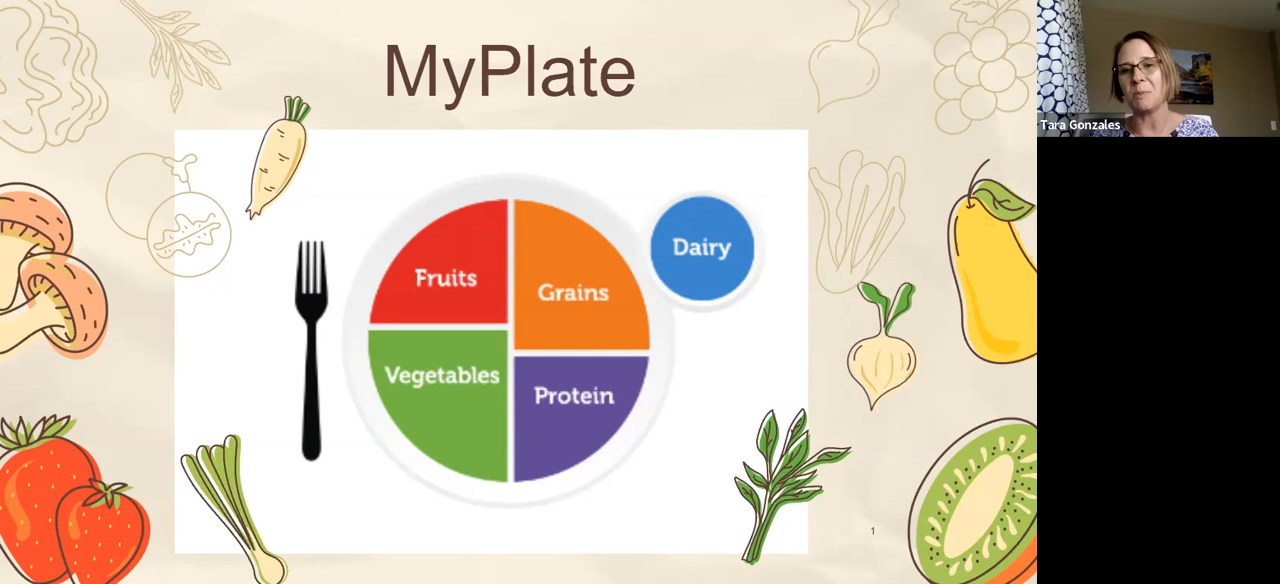 MyPlate
Tara Gonzales
Fruits
Grains
Dairy
Vegetables
Protein
1